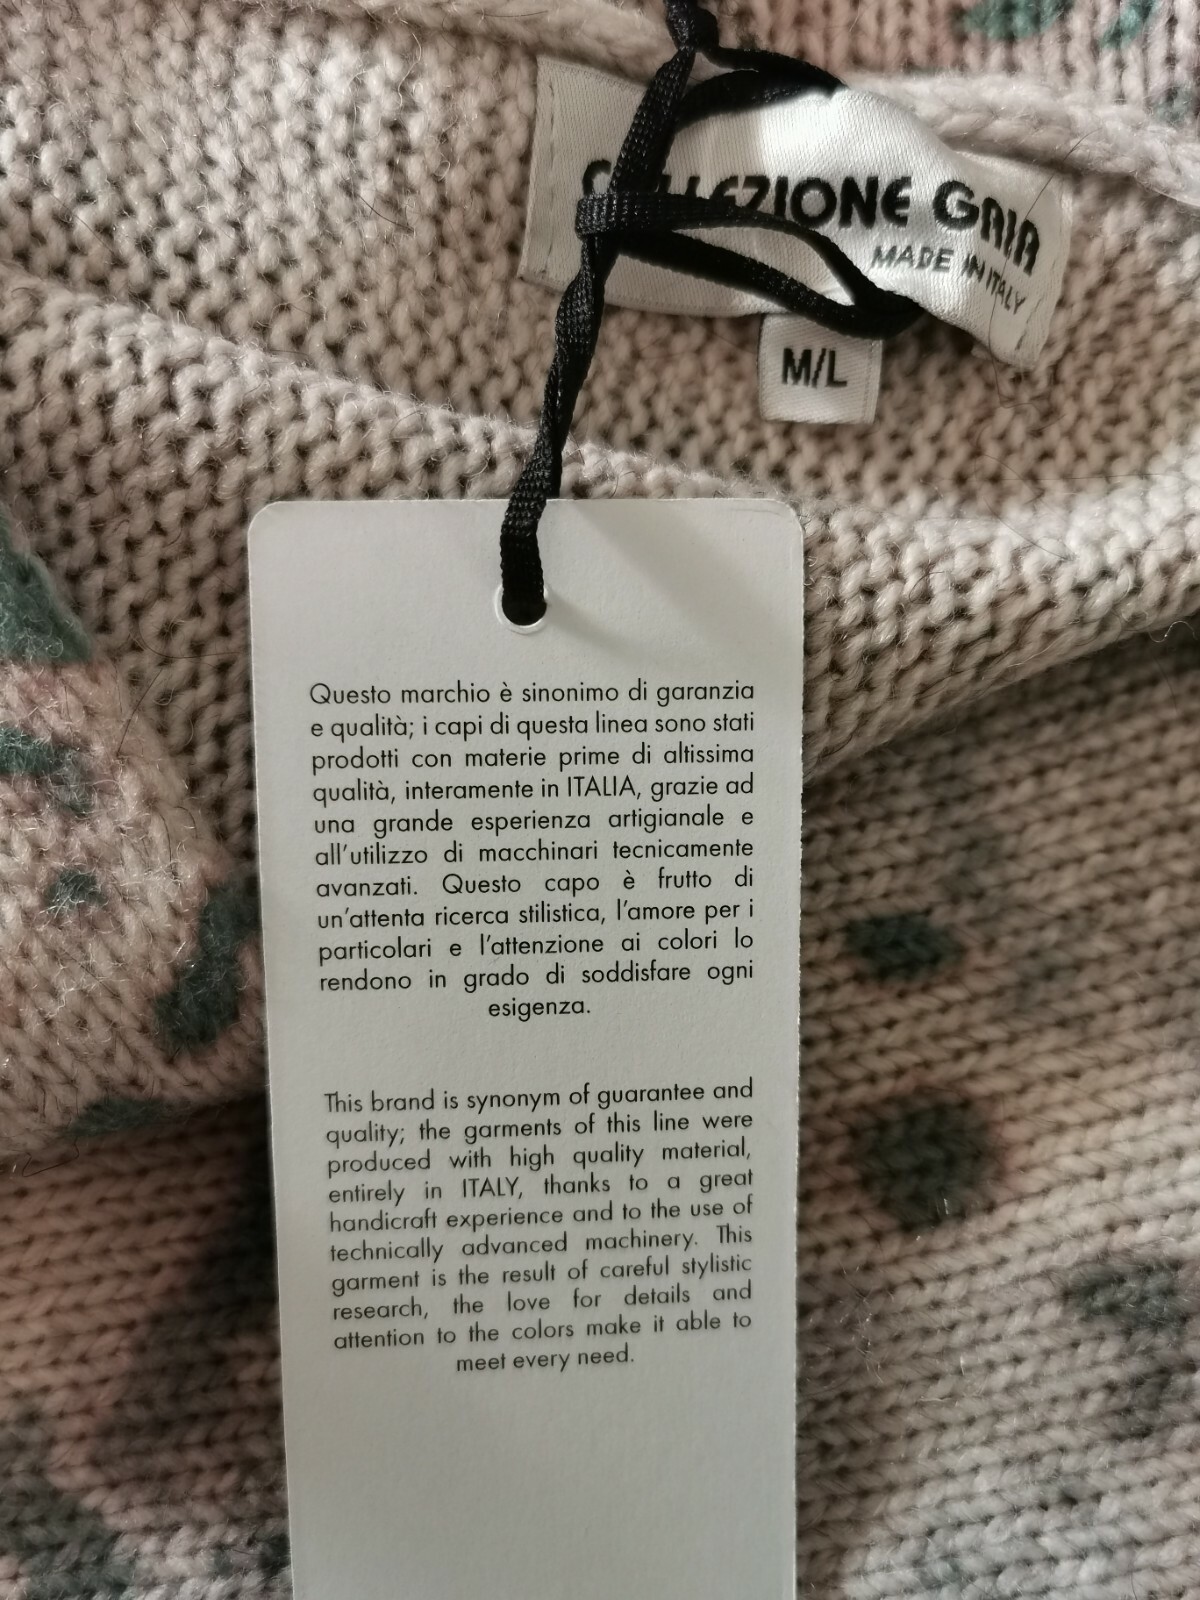 COLLEZIONE GAIA
MADE IN ITALY
M/L
Questo marchio è sinonimo di garanzia
e qualità; i capi di questa linea sono stati
prodotti con materie prime di altissima
qualità, interamente in ITALIA, grazie ad
una grande esperienza artigianale e
all'utilizzo di macchinari tecnicamente
avanzati. Questo capo è frutto di
un'attenta ricerca stilistica, l'amore per i
particolari e l'attenzione ai colori lo
rendono in grado di soddisfare ogni
esigenza.
This brand is synonym of guarantee and
quality; the garments of this line were
produced with high quality material,
entirely in ITALY, thanks to a great
handicraft experience and to the use of
technically advanced machinery. This
garment is the result of careful stylistic
research, the love for details and
attention to the colors make it able to
meet every need.